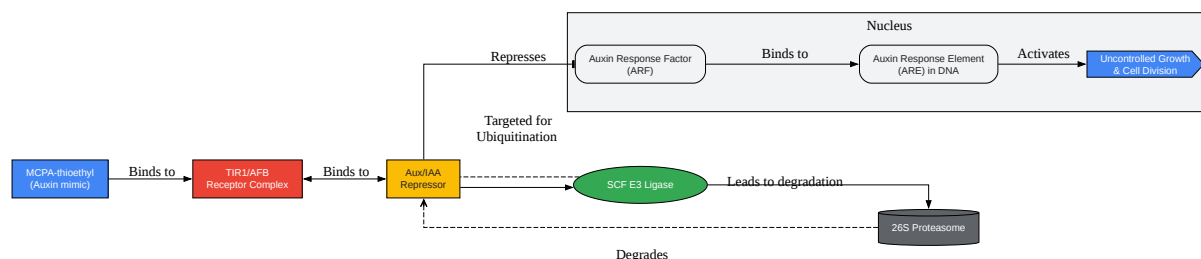 Nucleus
Represses
Auxin Response Factor
(ARF)
Binds to
Auxin Response Element
(ARE) in DNA
Activates
Uncontrolled Growth
& Cell Division
Targeted for
Ubiquitination
MCPA-thioethyl
(Auxin mimic)
Binds to
TIR1/AFB
Receptor Complex
Binds to
Aux/IAA
Repressor
SCF E3 Ligase
Leads to degradation
26S Proteasome
Degrades